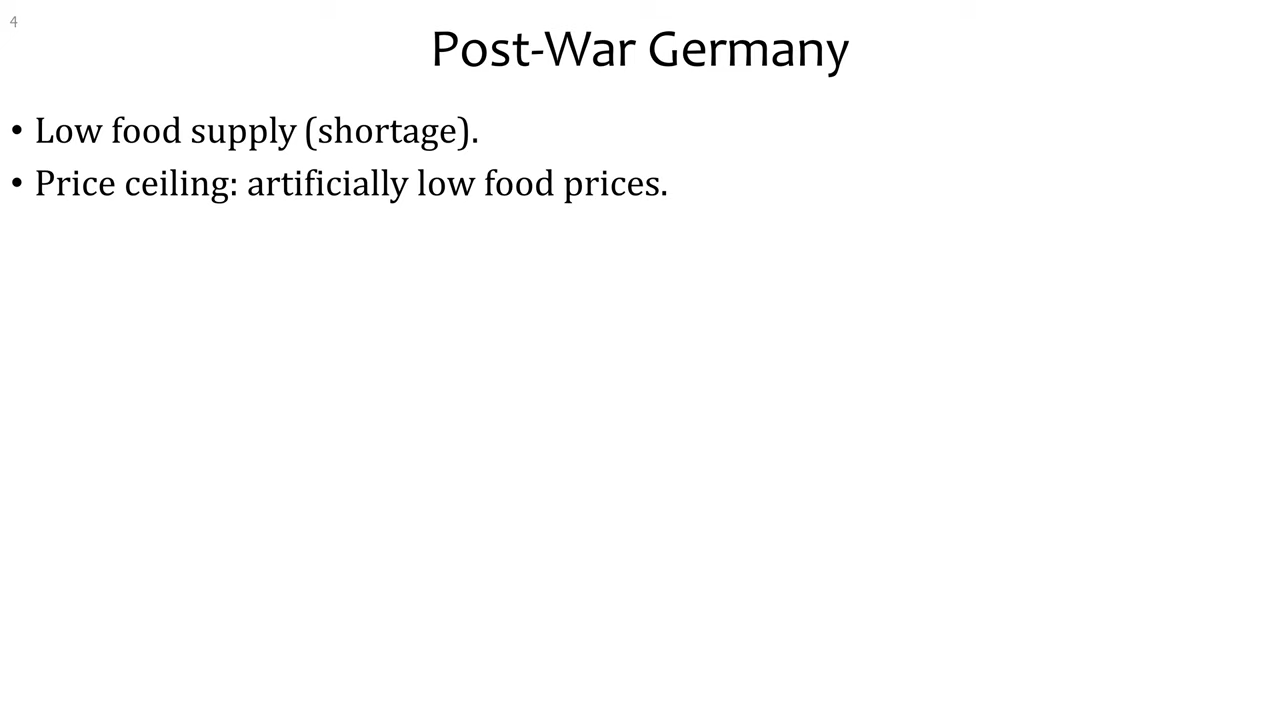 4
Post-War Germany
• Low food supply (shortage).
• Price ceiling: artificially low food prices.